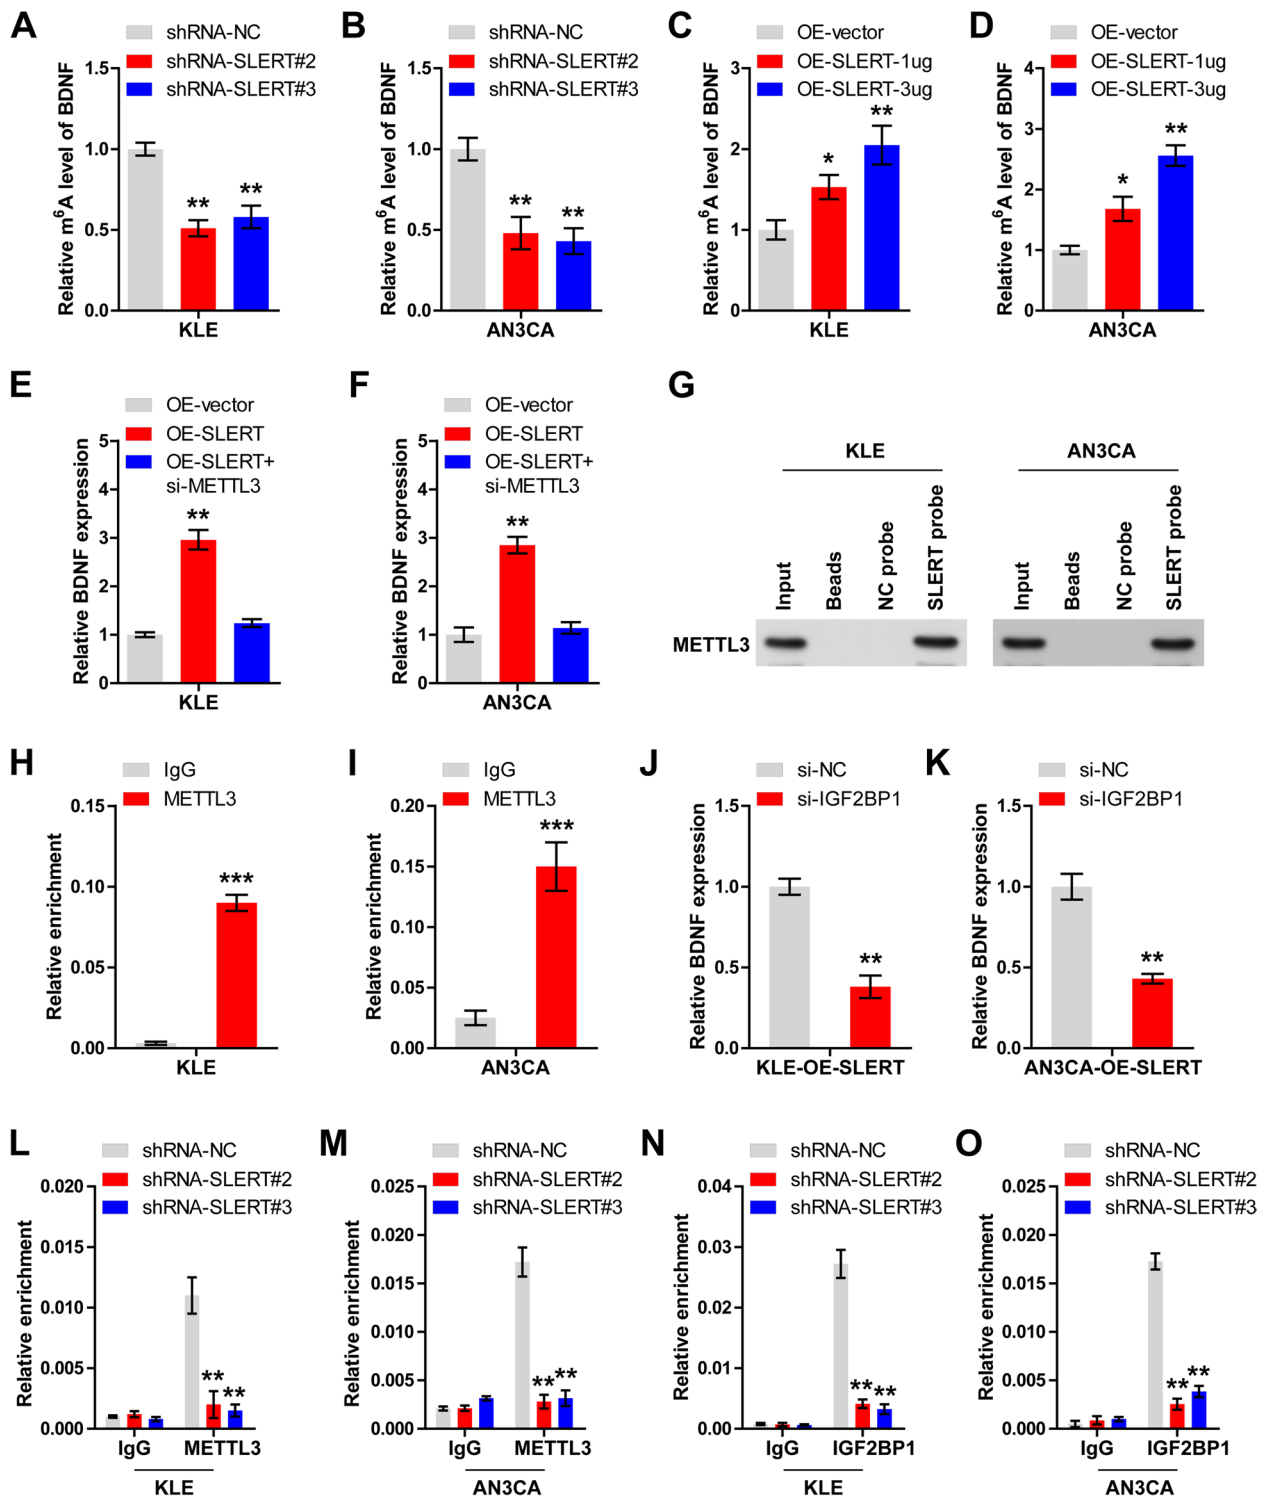 A
shRNA-NC
shRNA-SLERT#2
shRNA-SLERT#3
Relative m⁶A level of BDNF
1.5
1.0
0.5
0.0
** **
KLE
B
shRNA-NC
shRNA-SLERT#2
shRNA-SLERT#3
Relative m⁶A level of BDNF
1.5
1.0
0.5
0.0
** **
AN3CA
C
OE-vector
OE-SLERT-1ug
OE-SLERT-3ug
Relative m⁶A level of BDNF
3
2
1
0
* **
KLE
D
OE-vector
OE-SLERT-1ug
OE-SLERT-3ug
Relative m⁶A level of BDNF
4
3
2
1
0
* **
AN3CA
E
OE-vector
OE-SLERT
OE-SLERT+
si-METTL3
Relative BDNF expression
5
4
3
2
1
0
**
KLE
F
OE-vector
OE-SLERT
OE-SLERT+
si-METTL3
Relative BDNF expression
5
4
3
2
1
0
**
AN3CA
G
KLE
AN3CA
Input
Beads
NC probe
SLERT probe
Input
Beads
NC probe
SLERT probe
METTL3
H
IgG
METTL3
Relative enrichment
0.15
0.10
0.05
0.00
***
KLE
I
IgG
METTL3
Relative enrichment
0.20
0.15
0.10
0.05
0.00
***
AN3CA
J
si-NC
si-IGF2BP1
Relative BDNF expression
1.5
1.0
0.5
0.0
**
KLE-OE-SLERT
K
si-NC
si-IGF2BP1
Relative BDNF expression
1.5
1.0
0.5
0.0
**
AN3CA-OE-SLERT
L
shRNA-NC
shRNA-SLERT#2
shRNA-SLERT#3
Relative enrichment
0.020
0.015
0.010
0.005
0.000
** **
IgG METTL3
KLE
M
shRNA-NC
shRNA-SLERT#2
shRNA-SLERT#3
Relative enrichment
0.025
0.020
0.015
0.010
0.005
0.000
** **
IgG METTL3
AN3CA
N
shRNA-NC
shRNA-SLERT#2
shRNA-SLERT#3
Relative enrichment
0.04
0.03
0.02
0.01
0.00
** **
IgG IGF2BP1
KLE
O
shRNA-NC
shRNA-SLERT#2
shRNA-SLERT#3
Relative enrichment
0.025
0.020
0.015
0.010
0.005
0.000
** **
IgG IGF2BP1
AN3CA